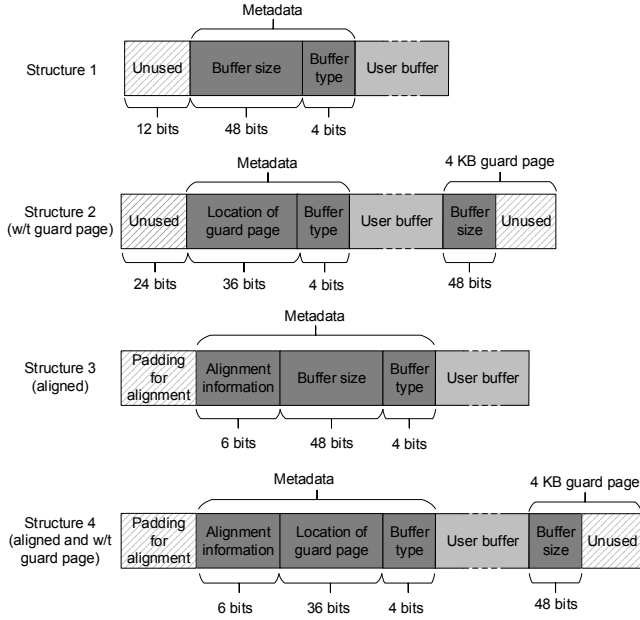 Metadata
Structure 1
Unused
Buffer size
Buffer
type
User buffer
12 bits
48 bits
4 bits
Metadata
4 KB guard page
Structure 2
(w/t guard page)
Unused
Location of
guard page
Buffer
type
User buffer
Buffer
size
Unused
24 bits
36 bits
4 bits
48 bits
Metadata
Structure 3
(aligned)
Padding
for
alignment
Alignment
information
Buffer size
Buffer
type
User buffer
6 bits
48 bits
4 bits
Metadata
4 KB guard page
Structure 4
(aligned and w/t
guard page)
Padding
for
alignment
Alignment
information
Location of
guard page
Buffer
type
User buffer
Buffer
size
Unused
6 bits
36 bits
4 bits
48 bits